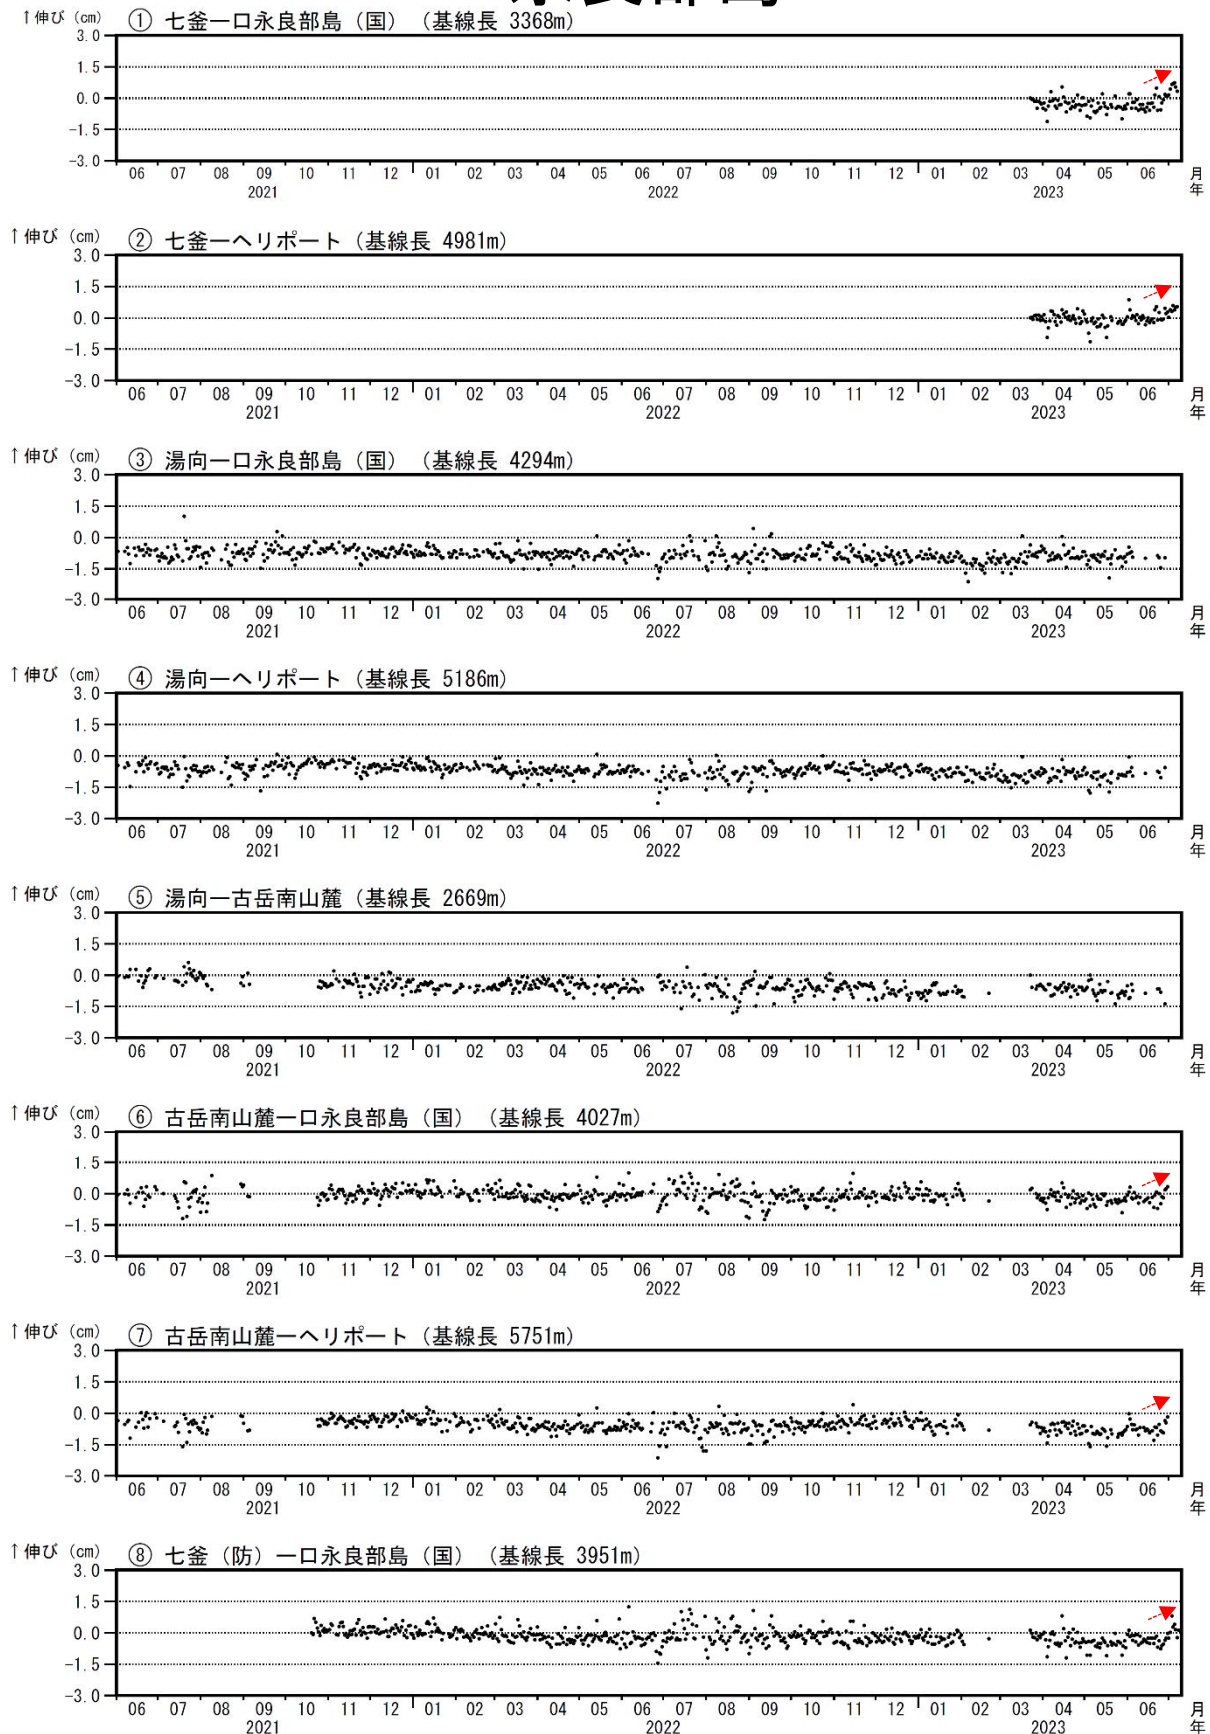 永良部島
↑伸び (cm) ① 七釜ー口永良部島（国）（基線長 3368m）
3.0
1.5
0.0
-1.5
-3.0
06 07 08 09 10 11 12 01 02 03 04 05 06 07 08 09 10 11 12 01 02 03 04 05 06 月
2021 2022 2023 年
↑伸び (cm) ② 七釜ーヘリポート（基線長 4981m）
3.0
1.5
0.0
-1.5
-3.0
06 07 08 09 10 11 12 01 02 03 04 05 06 07 08 09 10 11 12 01 02 03 04 05 06 月
2021 2022 2023 年
↑伸び (cm) ③ 湯向ー口永良部島（国）（基線長 4294m）
3.0
1.5
0.0
-1.5
-3.0
06 07 08 09 10 11 12 01 02 03 04 05 06 07 08 09 10 11 12 01 02 03 04 05 06 月
2021 2022 2023 年
↑伸び (cm) ④ 湯向ーヘリポート（基線長 5186m）
3.0
1.5
0.0
-1.5
-3.0
06 07 08 09 10 11 12 01 02 03 04 05 06 07 08 09 10 11 12 01 02 03 04 05 06 月
2021 2022 2023 年
↑伸び (cm) ⑤ 湯向ー古岳南山麓（基線長 2669m）
3.0
1.5
0.0
-1.5
-3.0
06 07 08 09 10 11 12 01 02 03 04 05 06 07 08 09 10 11 12 01 02 03 04 05 06 月
2021 2022 2023 年
↑伸び (cm) ⑥ 古岳南山麓ー口永良部島（国）（基線長 4027m）
3.0
1.5
0.0
-1.5
-3.0
06 07 08 09 10 11 12 01 02 03 04 05 06 07 08 09 10 11 12 01 02 03 04 05 06 月
2021 2022 2023 年
↑伸び (cm) ⑦ 古岳南山麓ーヘリポート（基線長 5751m）
3.0
1.5
0.0
-1.5
-3.0
06 07 08 09 10 11 12 01 02 03 04 05 06 07 08 09 10 11 12 01 02 03 04 05 06 月
2021 2022 2023 年
↑伸び (cm) ⑧ 七釜（防）ー口永良部島（国）（基線長 3951m）
3.0
1.5
0.0
-1.5
-3.0
06 07 08 09 10 11 12 01 02 03 04 05 06 07 08 09 10 11 12 01 02 03 04 05 06 月
2021 2022 2023 年